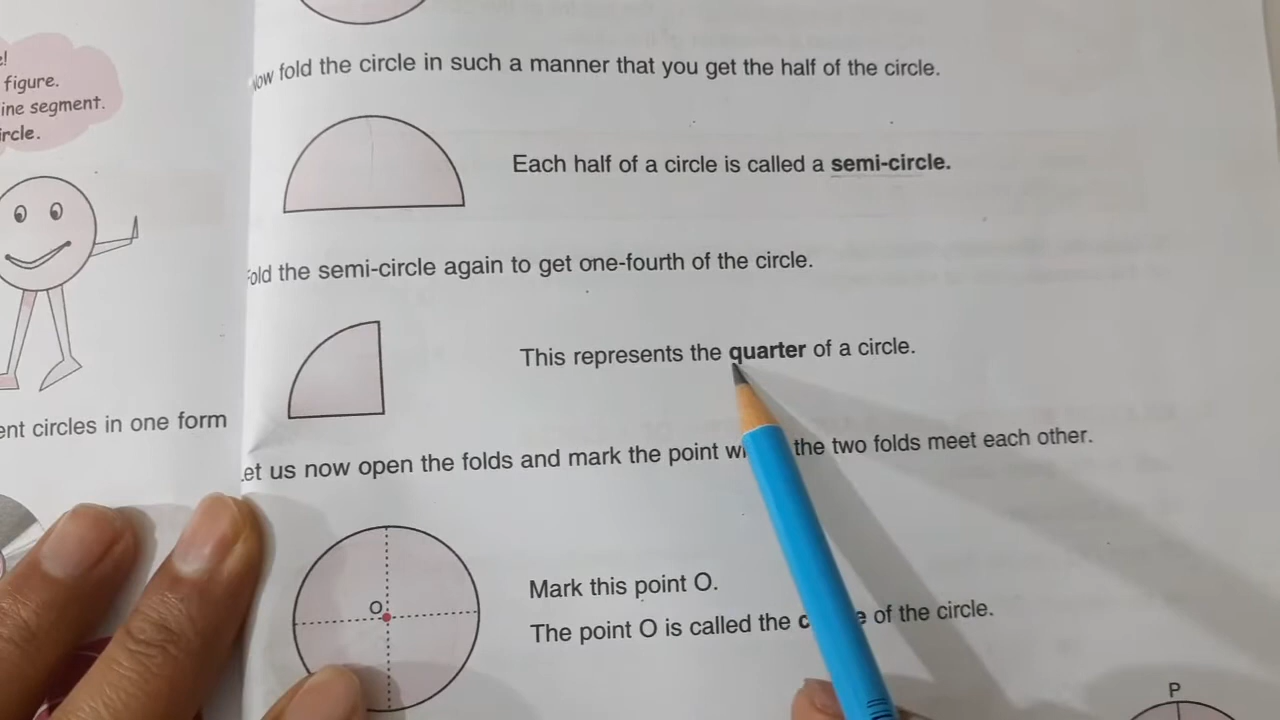 figure.
ine segment.
ircle.
ent circles in one form
Now fold the circle in such a manner that you get the half of the circle.
Each half of a circle is called a semi-circle.
Fold the semi-circle again to get one-fourth of the circle.
This represents the quarter of a circle.
Let us now open the folds and mark the point the two folds meet each other.
O
Mark this point O.
The point O is called the of the circle.
P